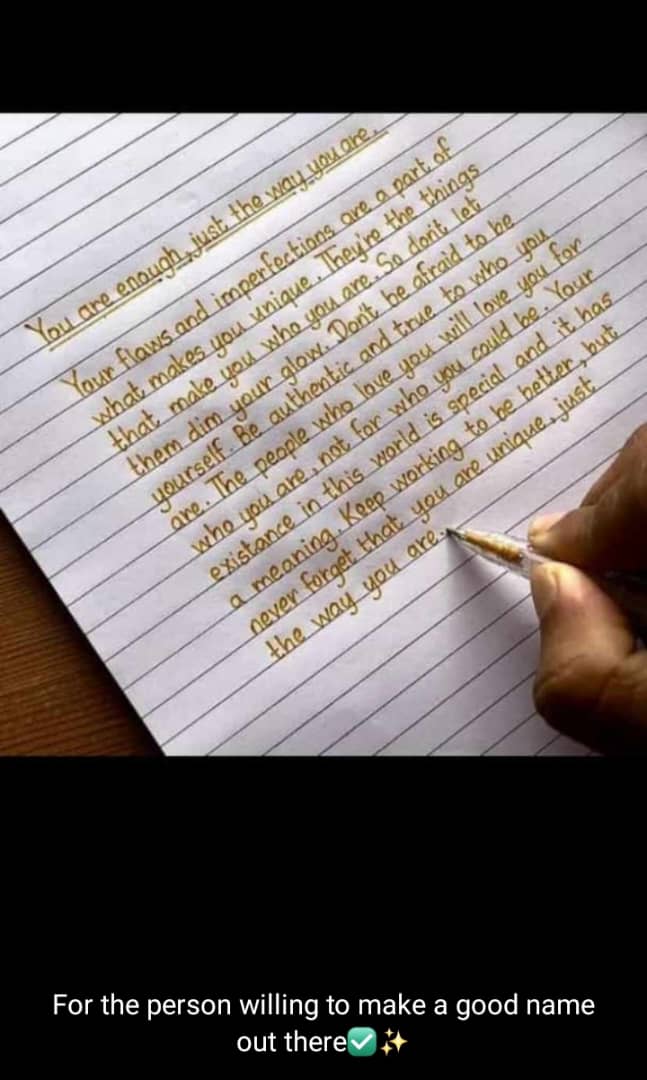 You are enough, just the way you are.
Your flaws and imperfections are a part of
what makes you unique. They're the things
that make you who you are. So don't let
them dim your glow. Don't be afraid to be
yourself. Be authentic and true to who you
are. The people who love you will love you for
who you are, not for who you could be. Your
existance in this world is special and it has
a meaning. Keep working to be better, but
never forget that you are unique, just
the way you are.
For the person willing to make a good name
out there✅✨